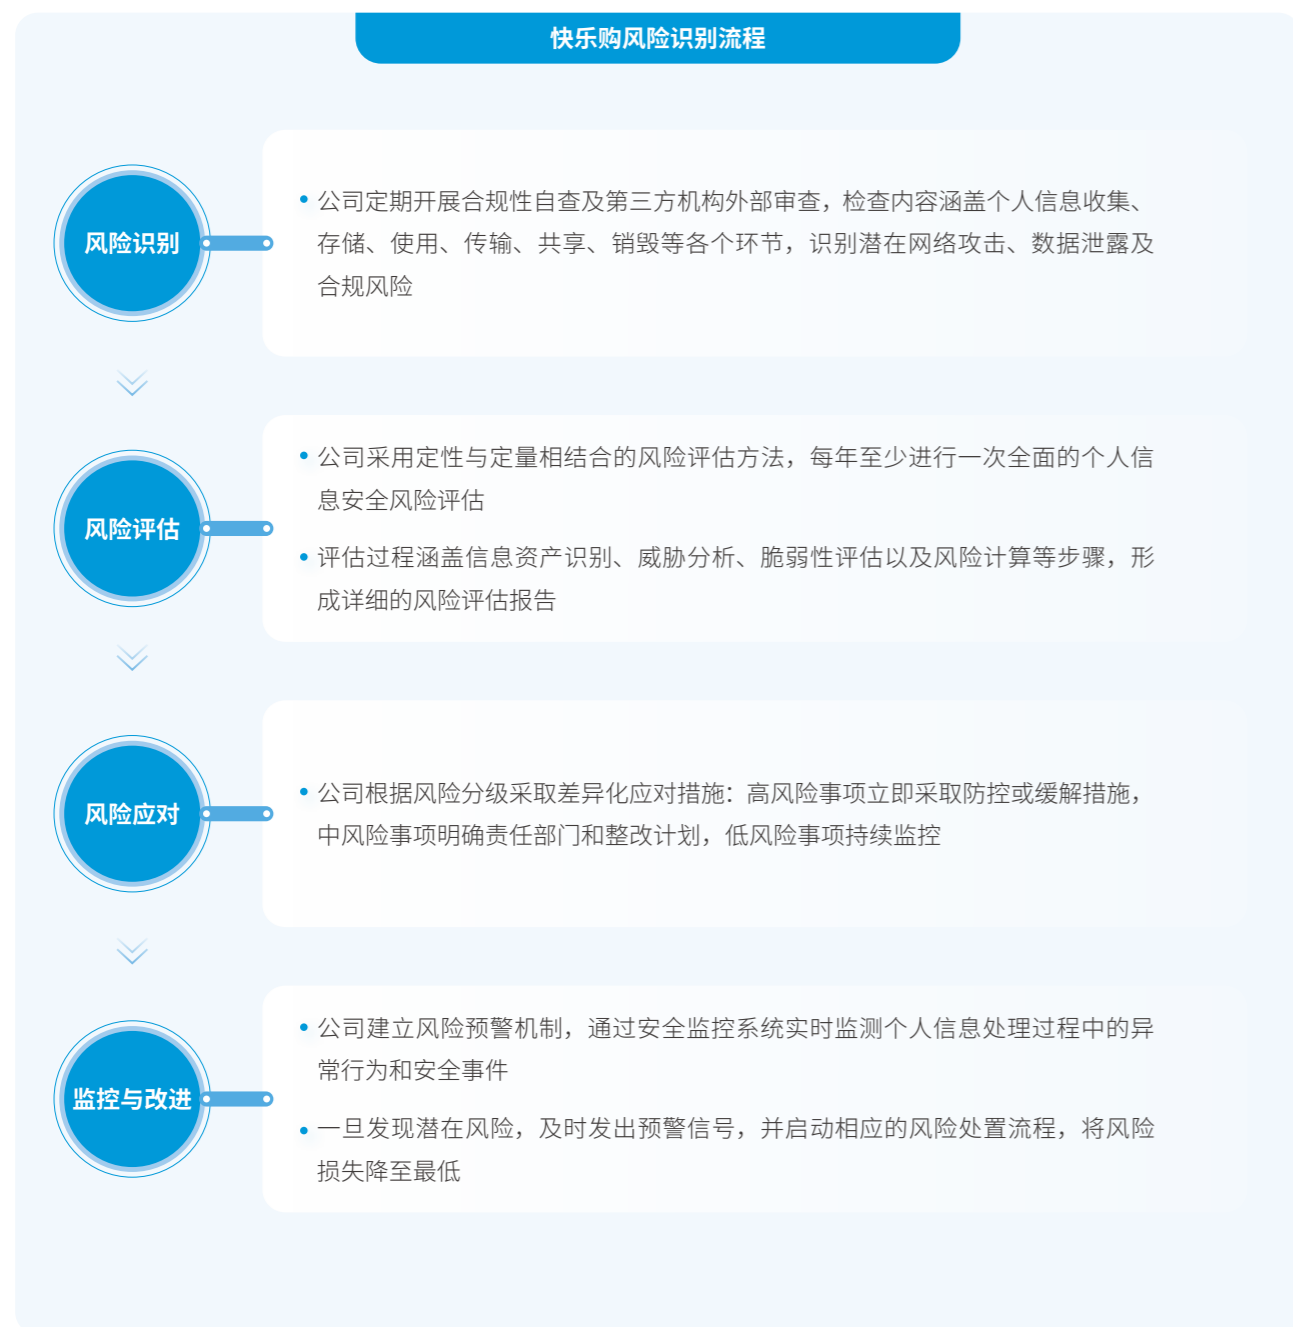 快乐购风险识别流程
风险识别
• 公司定期开展合规性自查及第三方机构外部审查，检查内容涵盖个人信息收集、
存储、使用、传输、共享、销毁等各个环节，识别潜在网络攻击、数据泄露及
合规风险
风险评估
• 公司采用定性与定量相结合的风险评估方法，每年至少进行一次全面的个人信
息安全风险评估
• 评估过程涵盖信息资产识别、威胁分析、脆弱性评估以及风险计算等步骤，形
成详细的风险评估报告
风险应对
• 公司根据风险分级采取差异化应对措施：高风险事项立即采取防控或缓解措施，
中风险事项明确责任部门和整改计划，低风险事项持续监控
监控与改进
• 公司建立风险预警机制，通过安全监控系统实时监测个人信息处理过程中的异
常行为和安全事件
• 一旦发现潜在风险，及时发出预警信号，并启动相应的风险处置流程，将风险
损失降至最低